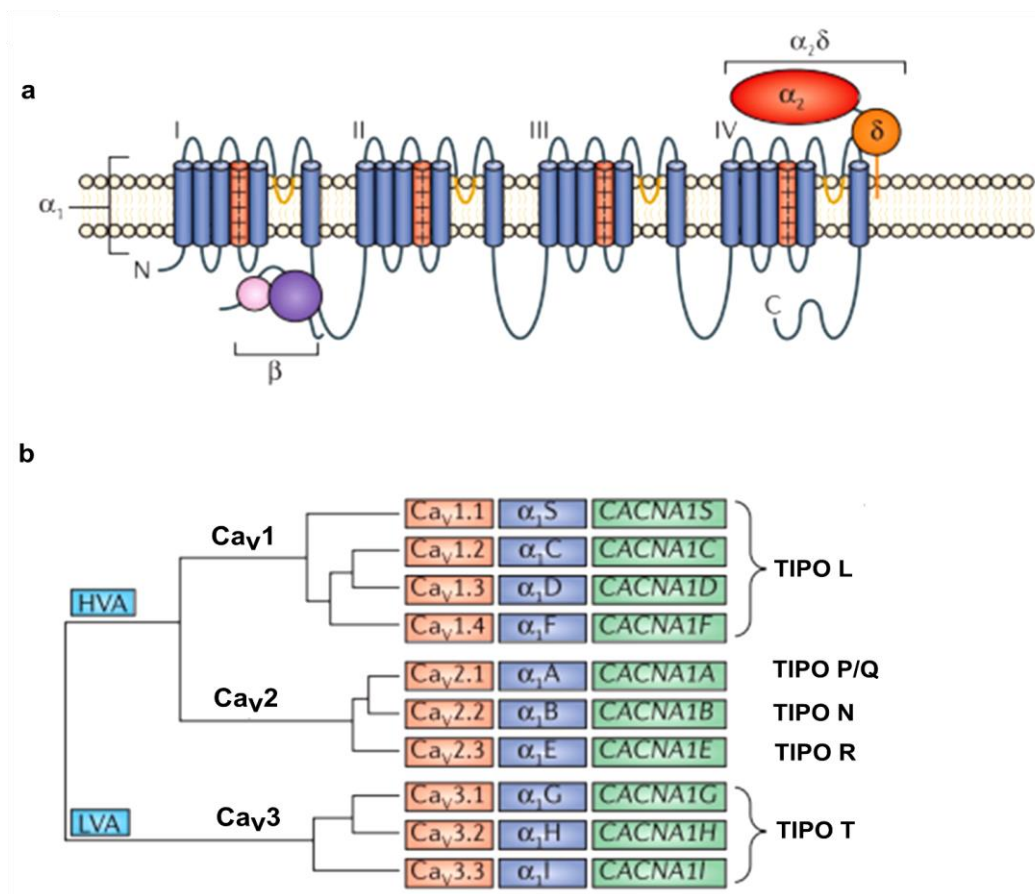 a
α₂δ
α₂
δ
I
II
III
IV
α₁
N
C
β
b
Caᵥ1
HVA
Caᵥ2
LVA
Caᵥ3
Caᵥ1.1 α₁S CACNA1S
Caᵥ1.2 α₁C CACNA1C
Caᵥ1.3 α₁D CACNA1D
Caᵥ1.4 α₁F CACNA1F
TIPO L
Caᵥ2.1 α₁A CACNA1A TIPO P/Q
Caᵥ2.2 α₁B CACNA1B TIPO N
Caᵥ2.3 α₁E CACNA1E TIPO R
Caᵥ3.1 α₁G CACNA1G
Caᵥ3.2 α₁H CACNA1H
Caᵥ3.3 α₁I CACNA1I
TIPO T